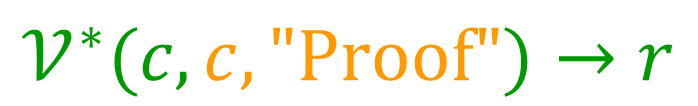 𝒱*(c, c, "Proof") → r